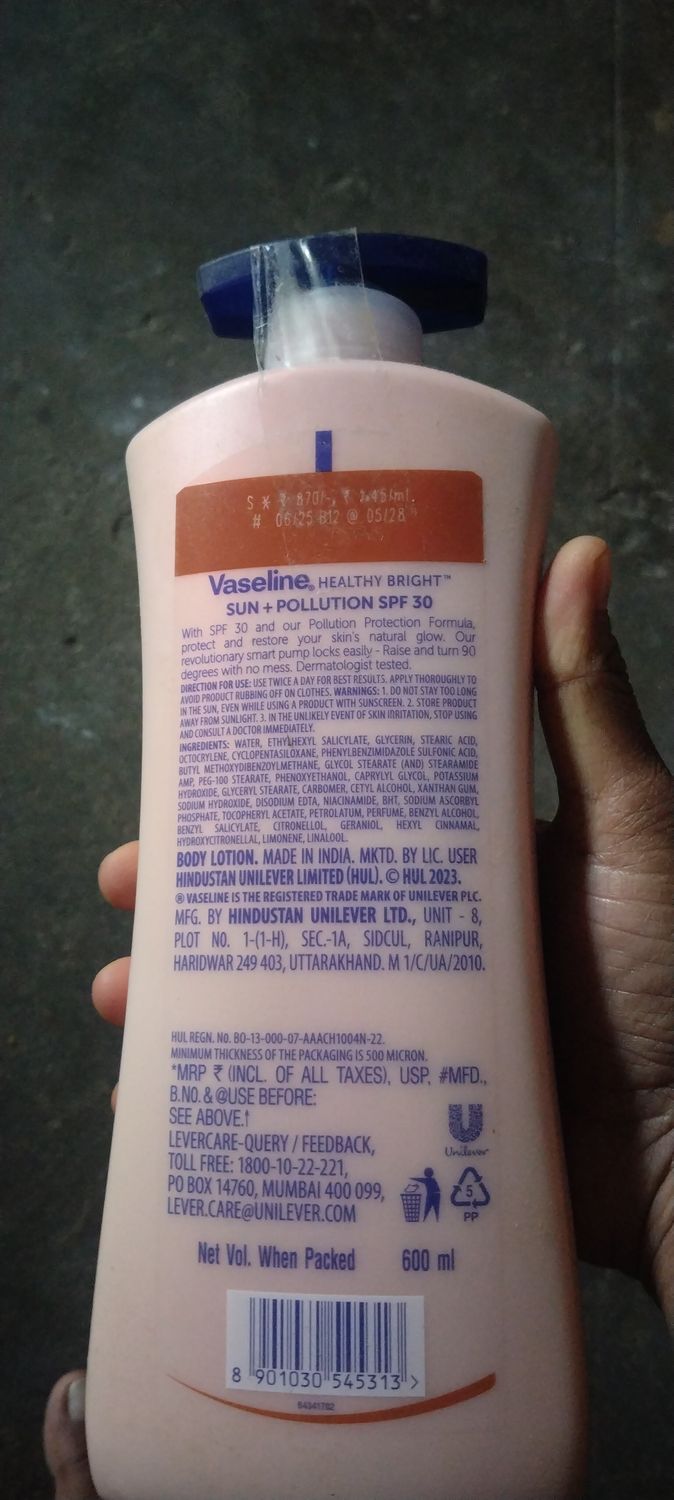 S * ₹ 870/-, ₹ 1.45/ml.
# 06/25 B12 @ 05/28
Vaseline® HEALTHY BRIGHT™
SUN + POLLUTION SPF 30
With SPF 30 and our Pollution Protection Formula,
protect and restore your skin's natural glow. Our
revolutionary smart pump locks easily - Raise and turn 90
degrees with no mess. Dermatologist tested.
DIRECTION FOR USE: USE TWICE A DAY FOR BEST RESULTS. APPLY THOROUGHLY TO
AVOID PRODUCT RUBBING OFF ON CLOTHES. WARNINGS: 1. DO NOT STAY TOO LONG
IN THE SUN, EVEN WHILE USING A PRODUCT WITH SUNSCREEN. 2. STORE PRODUCT
AWAY FROM SUNLIGHT. 3. IN THE UNLIKELY EVENT OF SKIN IRRITATION, STOP USING
AND CONSULT A DOCTOR IMMEDIATELY.
INGREDIENTS: WATER, ETHYLHEXYL SALICYLATE, GLYCERIN, STEARIC ACID,
OCTOCRYLENE, CYCLOPENTASILOXANE, PHENYLBENZIMIDAZOLE SULFONIC ACID,
BUTYL METHOXYDIBENZOYLMETHANE, GLYCOL STEARATE (AND) STEARAMIDE
AMP, PEG-100 STEARATE, PHENOXYETHANOL, CAPRYLYL GLYCOL, POTASSIUM
HYDROXIDE, GLYCERYL STEARATE, CARBOMER, CETYL ALCOHOL, XANTHAN GUM,
SODIUM HYDROXIDE, DISODIUM EDTA, NIACINAMIDE, BHT, SODIUM ASCORBYL
PHOSPHATE, TOCOPHERYL ACETATE, PETROLATUM, PERFUME, BENZYL ALCOHOL,
BENZYL SALICYLATE, CITRONELLOL, GERANIOL, HEXYL CINNAMAL,
HYDROXYCITRONELLAL, LIMONENE, LINALOOL.
BODY LOTION. MADE IN INDIA. MKTD. BY LIC. USER
HINDUSTAN UNILEVER LIMITED (HUL). © HUL 2023.
® VASELINE IS THE REGISTERED TRADE MARK OF UNILEVER PLC.
MFG. BY HINDUSTAN UNILEVER LTD., UNIT - 8,
PLOT NO. 1-(1-H), SEC.-1A, SIDCUL, RANIPUR,
HARIDWAR 249 403, UTTARAKHAND. M 1/C/UA/2010.
HUL REGN. No. BO-13-000-07-AAACH1004N-22.
MINIMUM THICKNESS OF THE PACKAGING IS 500 MICRON.
*MRP ₹ (INCL. OF ALL TAXES), USP, #MFD.,
B.NO. & @USE BEFORE:
SEE ABOVE.↑
LEVERCARE-QUERY / FEEDBACK,
TOLL FREE: 1800-10-22-221,
PO BOX 14760, MUMBAI 400 099,
LEVER.CARE@UNILEVER.COM
Unilever
5
PP
Net Vol. When Packed 600 ml
8 901030 545313 >
64341702